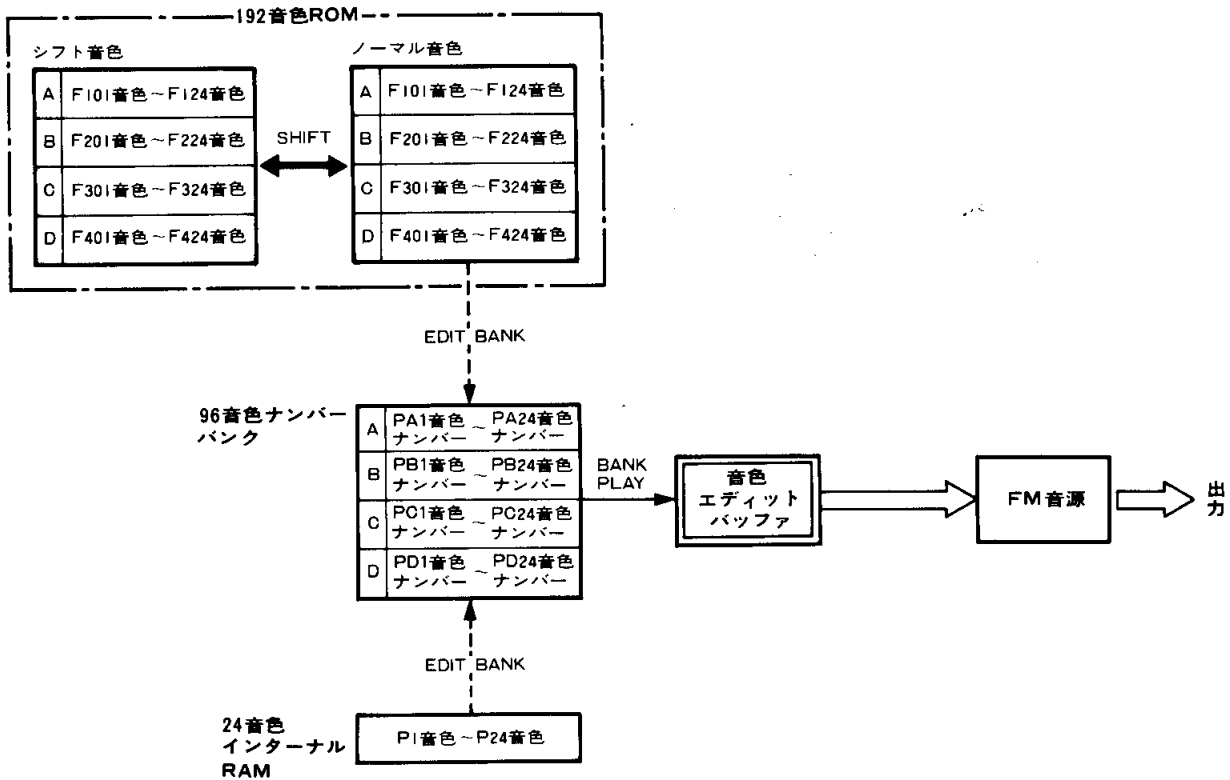 192音色ROM
シフト音色
A F101音色~F124音色
B F201音色~F224音色
C F301音色~F324音色
D F401音色~F424音色
SHIFT
ノーマル音色
A F101音色~F124音色
B F201音色~F224音色
C F301音色~F324音色
D F401音色~F424音色
EDIT BANK
96音色ナンバー
バンク
A PA1音色ナンバー~PA24音色ナンバー
B PB1音色ナンバー~PB24音色ナンバー
C PC1音色ナンバー~PC24音色ナンバー
D PD1音色ナンバー~PD24音色ナンバー
BANK
PLAY
音色
エディット
バッファ
FM音源
出力
EDIT BANK
24音色
インターナル
RAM
P1音色~P24音色